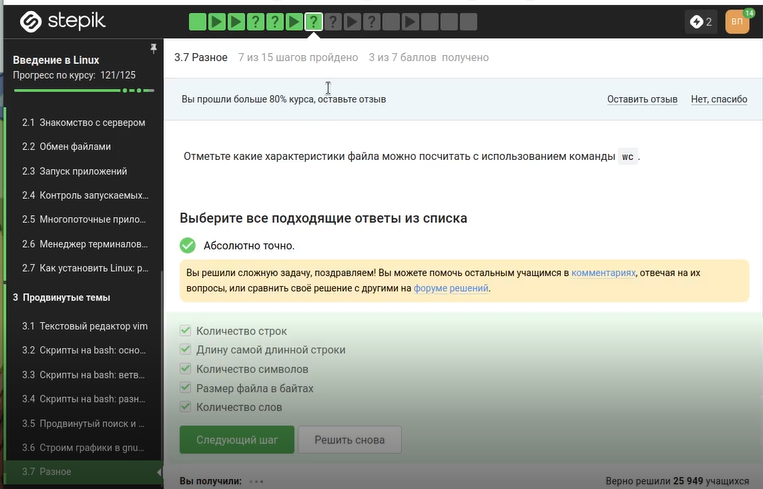 stepik
2
ВП
14
Введение в Linux
Прогресс по курсу: 121/125
2.1 Знакомство с сервером
2.2 Обмен файлами
2.3 Запуск приложений
2.4 Контроль запускаемых...
2.5 Многопоточные прило...
2.6 Менеджер терминалов...
2.7 Как установить Linux: р...
3 Продвинутые темы
3.1 Текстовый редактор vim
3.2 Скрипты на bash: осно...
3.3 Скрипты на bash: ветв...
3.4 Скрипты на bash: разн...
3.5 Продвинутый поиск и ...
3.6 Строим графики в gnu...
3.7 Разное
3.7 Разное 7 из 15 шагов пройдено 3 из 7 баллов получено
Вы прошли больше 80% курса, оставьте отзыв Оставить отзыв Нет, спасибо
Отметьте какие характеристики файла можно посчитать с использованием команды wc .
Выберите все подходящие ответы из списка
Абсолютно точно.
Вы решили сложную задачу, поздравляем! Вы можете помочь остальным учащимся в комментариях, отвечая на их
вопросы, или сравнить своё решение с другими на форуме решений.
Количество строк
Длину самой длинной строки
Количество символов
Размер файла в байтах
Количество слов
Следующий шаг Решить снова
Вы получили: Верно решили 25 949 учащихся